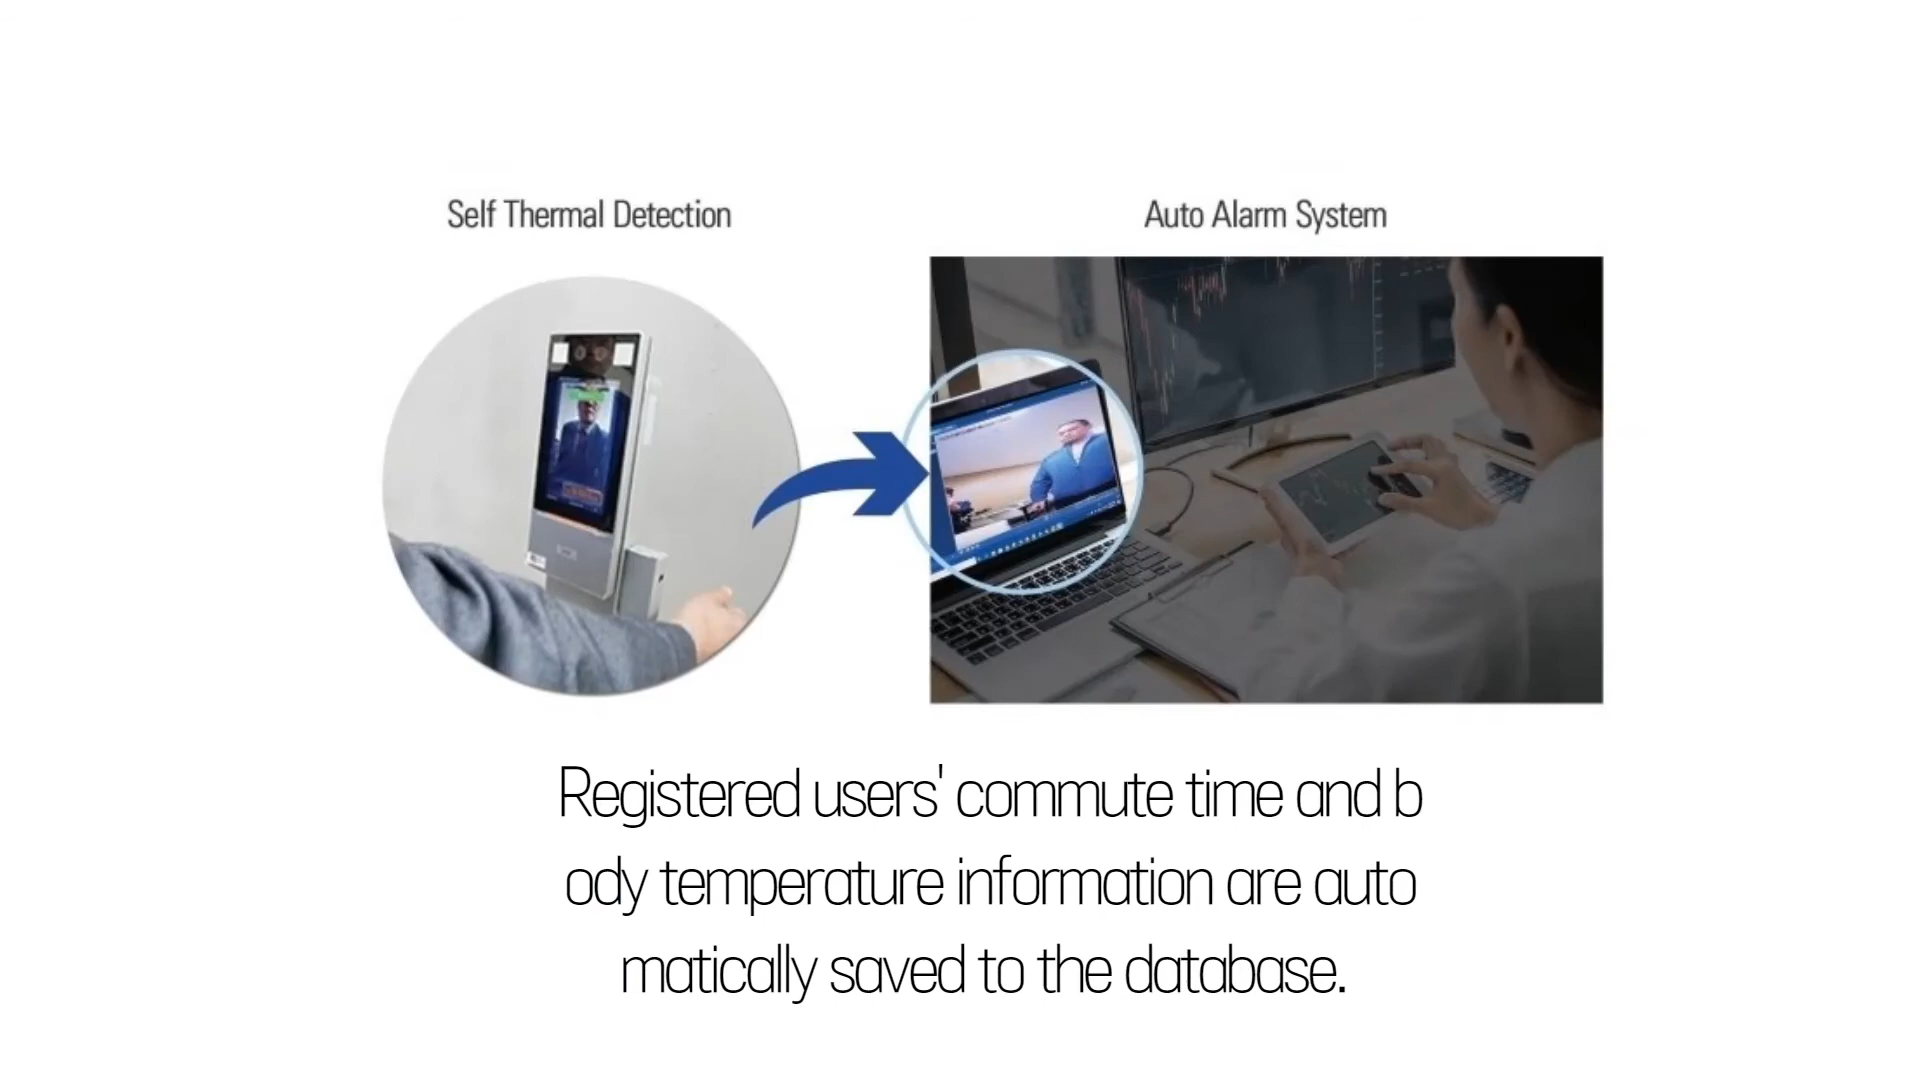 Self Thermal Detection
Auto Alarm System
Registered users' commute time and b
ody temperature information are auto
matically saved to the database.